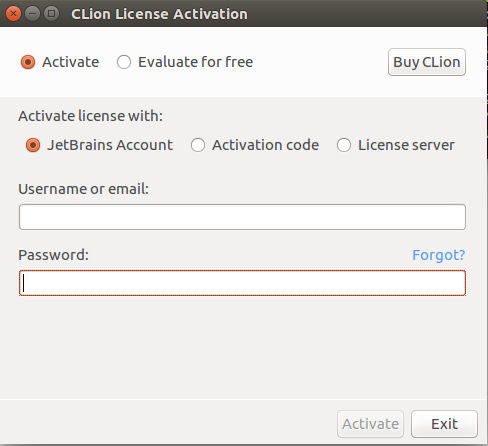 CLion License Activation
Activate Evaluate for free Buy CLion
Activate license with:
JetBrains Account Activation code License server
Username or email:
Password: Forgot?
Activate Exit